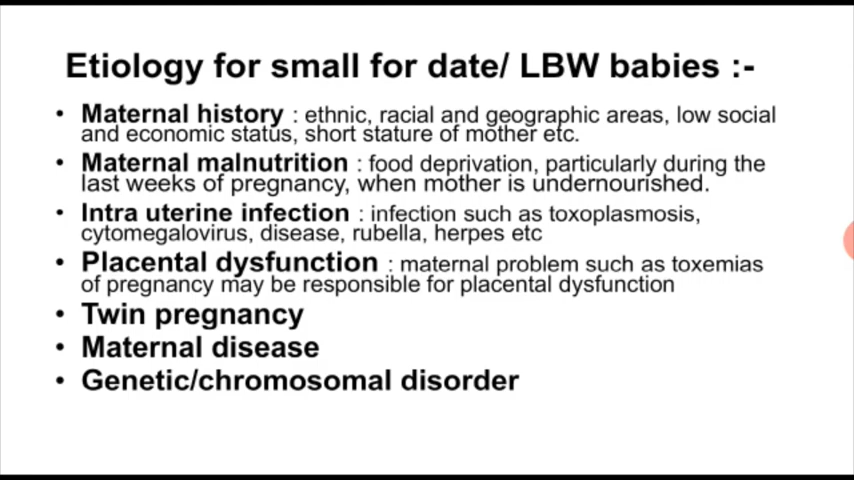 Etiology for small for date/ LBW babies :-
• Maternal history : ethnic, racial and geographic areas, low social
and economic status, short stature of mother etc.
• Maternal malnutrition : food deprivation, particularly during the
last weeks of pregnancy, when mother is undernourished.
• Intra uterine infection : infection such as toxoplasmosis,
cytomegalovirus, disease, rubella, herpes etc
• Placental dysfunction : maternal problem such as toxemias
of pregnancy may be responsible for placental dysfunction
• Twin pregnancy
• Maternal disease
• Genetic/chromosomal disorder